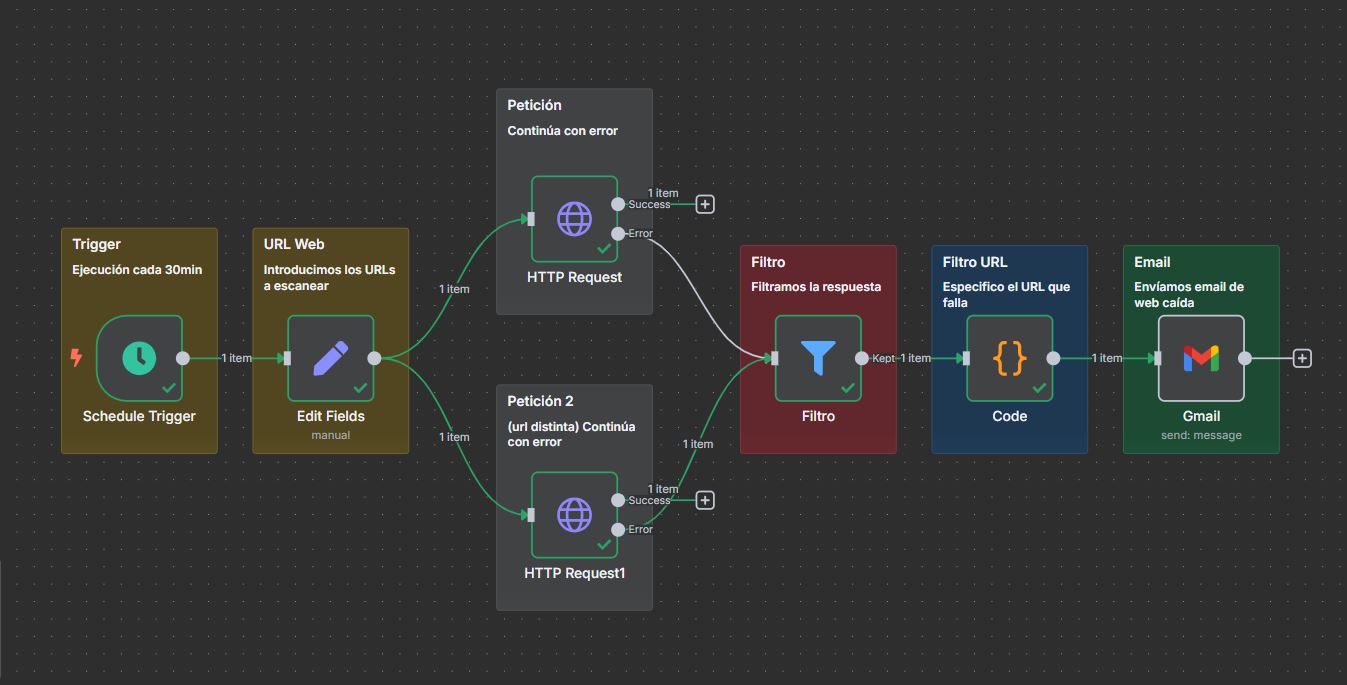 Trigger
Ejecución cada 30min
Schedule Trigger
1 item
URL Web
Introducimos los URLs
a escanear
Edit Fields
manual
1 item
1 item
Petición
Continúa con error
1 item
Success
Error
HTTP Request
Petición 2
(url distinta) Continúa
con error
1 item
Success
Error
HTTP Request1
1 item
Filtro
Filtramos la respuesta
Filtro
Kept
1 item
Filtro URL
Especifico el URL que
falla
{}
Code
1 item
Email
Envíamos email de
web caída
Gmail
send: message